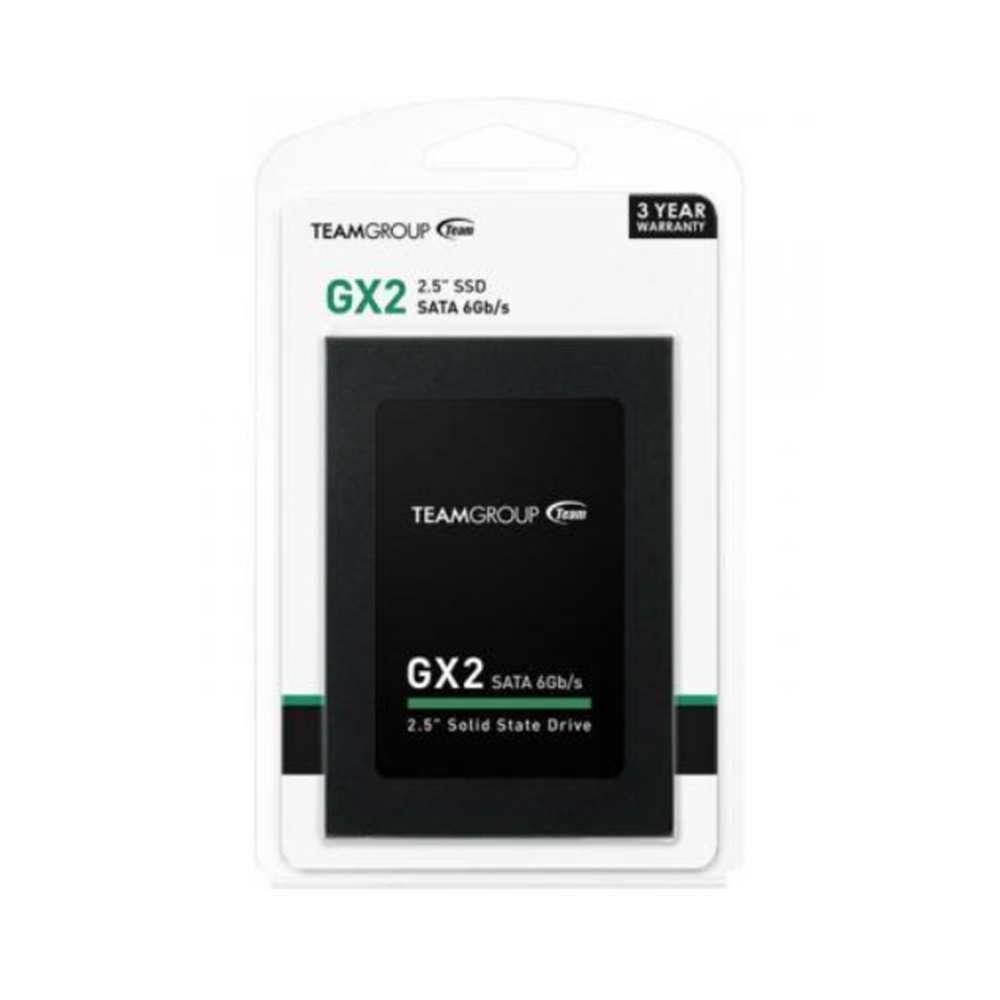 TEAMGROUP Team
3 YEAR
WARRANTY
GX2
2.5" SSD
SATA 6Gb/s
TEAMGROUP Team
GX2 SATA 6Gb/s
2.5" Solid State Drive